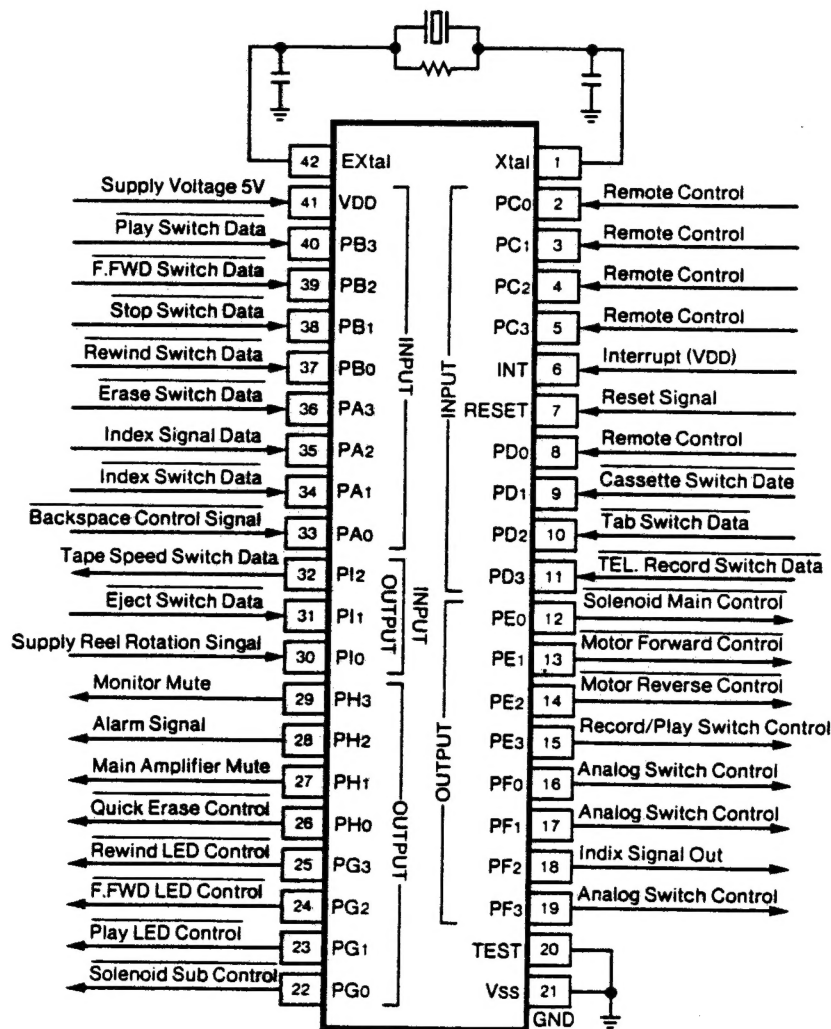 42 EXtal Xtal 1
Supply Voltage 5V 41 VDD PC0 2 Remote Control
Play Switch Data 40 PB3 PC1 3 Remote Control
F.FWD Switch Data 39 PB2 PC2 4 Remote Control
Stop Switch Data 38 PB1 PC3 5 Remote Control
Rewind Switch Data 37 PB0 INT 6 Interrupt (VDD)
Erase Switch Data 36 PA3 RESET 7 Reset Signal
Index Signal Data 35 PA2 PD0 8 Remote Control
Index Switch Data 34 PA1 PD1 9 Cassette Switch Date
Backspace Control Signal 33 PA0 PD2 10 Tab Switch Data
Tape Speed Switch Data 32 PI2 PD3 11 TEL. Record Switch Data
Eject Switch Data 31 PI1 PE0 12 Solenoid Main Control
Supply Reel Rotation Singal 30 PI0 PE1 13 Motor Forward Control
Monitor Mute 29 PH3 PE2 14 Motor Reverse Control
Alarm Signal 28 PH2 PE3 15 Record/Play Switch Control
Main Amplifier Mute 27 PH1 PF0 16 Analog Switch Control
Quick Erase Control 26 PH0 PF1 17 Analog Switch Control
Rewind LED Control 25 PG3 PF2 18 Indix Signal Out
F.FWD LED Control 24 PG2 PF3 19 Analog Switch Control
Play LED Control 23 PG1 TEST 20
Solenoid Sub Control 22 PG0 Vss 21
GND
INPUT
INPUT
OUTPUT
INPUT
OUTPUT
OUTPUT